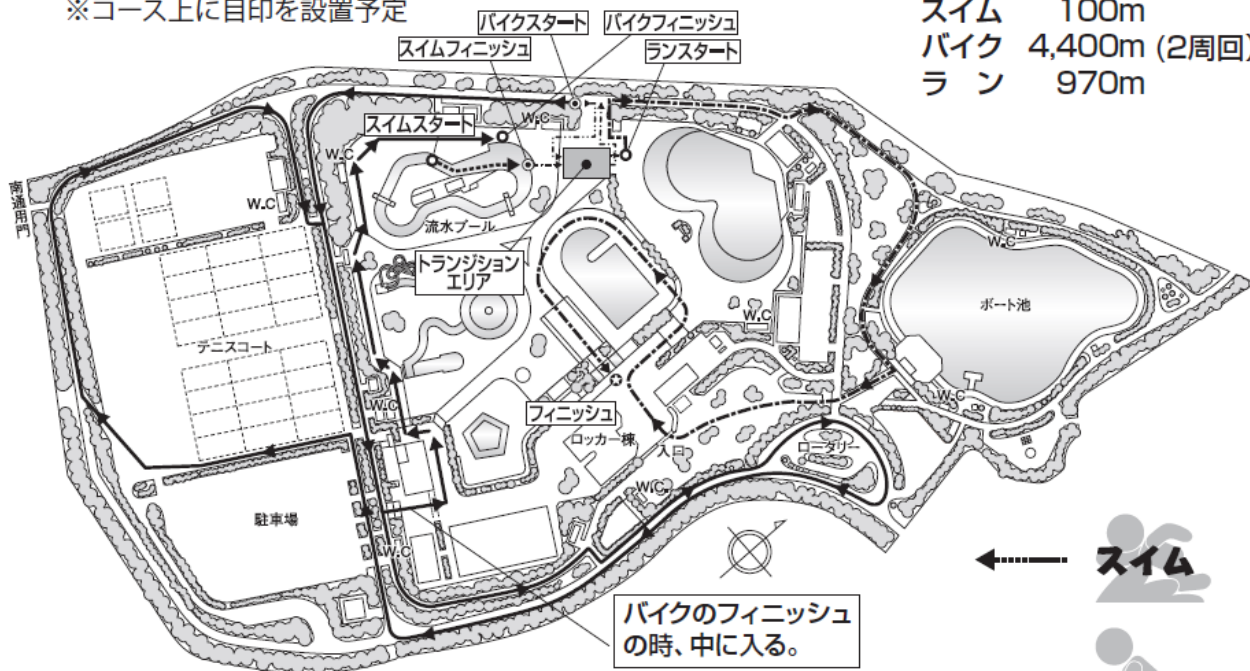 ※コース上に目印を設置予定
スイム 100m
バイク 4,400m (2周回)
ラン 970m
バイクスタート
バイクフィニッシュ
スイムフィニッシュ
ランスタート
スイムスタート
W.C
W.C
W.C
南通用門
流水プール
トランジション
エリア
W.C
ボート池
W.C
テニスコート
W.C
W.C
フィニッシュ
ロッカー棟
入口
ロータリー
W.C
駐車場
W.C
スイム
バイクのフィニッシュ
の時、中に入る。